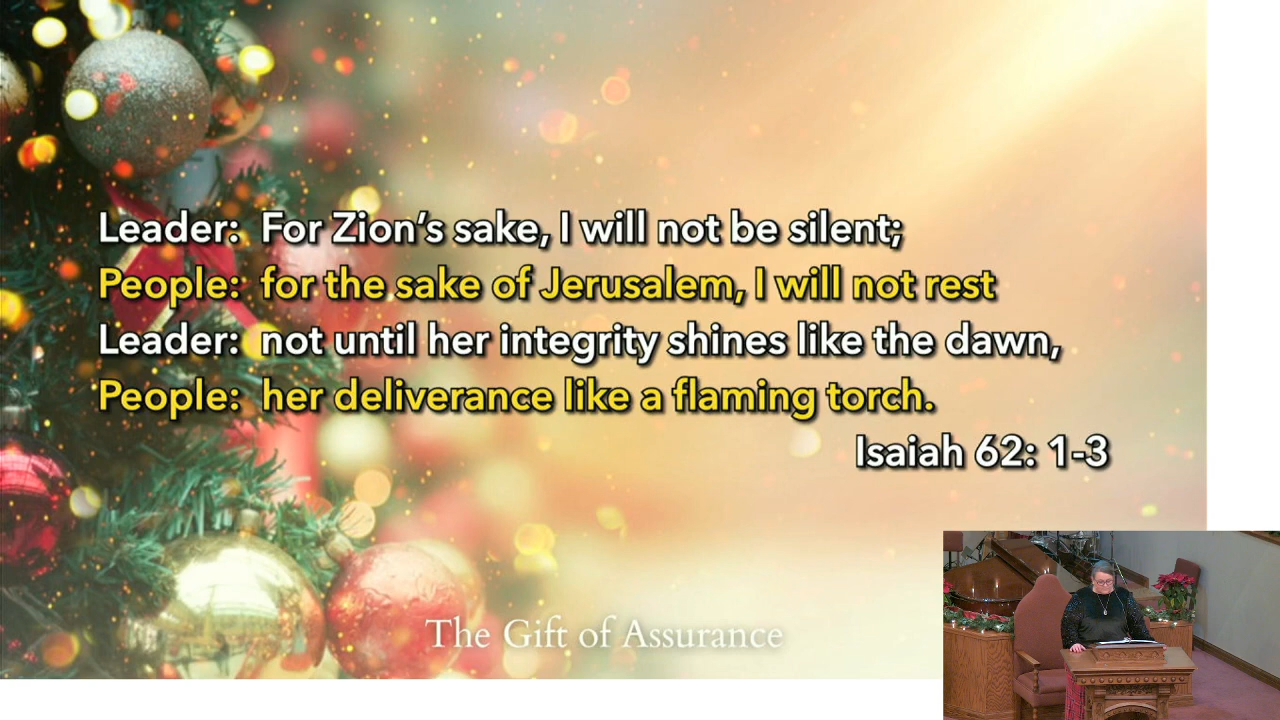 Leader: For Zion’s sake, I will not be silent;
People: for the sake of Jerusalem, I will not rest
Leader: not until her integrity shines like the dawn,
People: her deliverance like a flaming torch.
Isaiah 62: 1-3
The Gift of Assurance